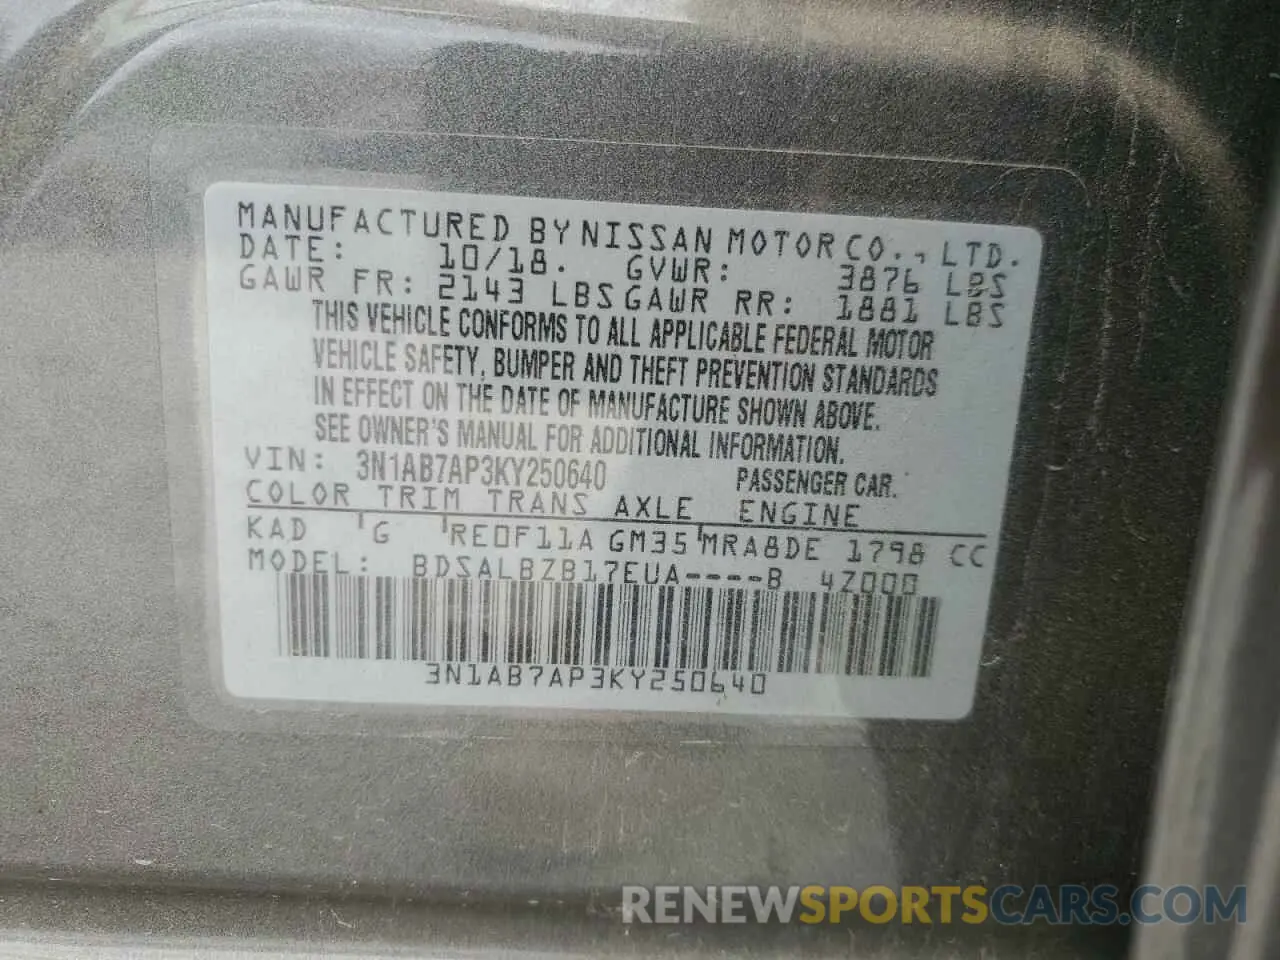 MANUFACTURED BY NISSAN MOTOR CO., LTD.
DATE: 10/18. GVWR: 3876 LBS
GAWR FR: 2143 LBS GAWR RR: 1881 LBS
THIS VEHICLE CONFORMS TO ALL APPLICABLE FEDERAL MOTOR
VEHICLE SAFETY, BUMPER AND THEFT PREVENTION STANDARDS
IN EFFECT ON THE DATE OF MANUFACTURE SHOWN ABOVE.
SEE OWNER'S MANUAL FOR ADDITIONAL INFORMATION.
VIN: 3N1AB7AP3KY250640 PASSENGER CAR.
COLOR TRIM TRANS AXLE ENGINE
KAD G RE0F11A GM35 MRA8DE 1798 CC
MODEL: BDSALBZB17EUA----B 4Z000
3N1AB7AP3KY250640
RENEWSPORTSCARS.COM